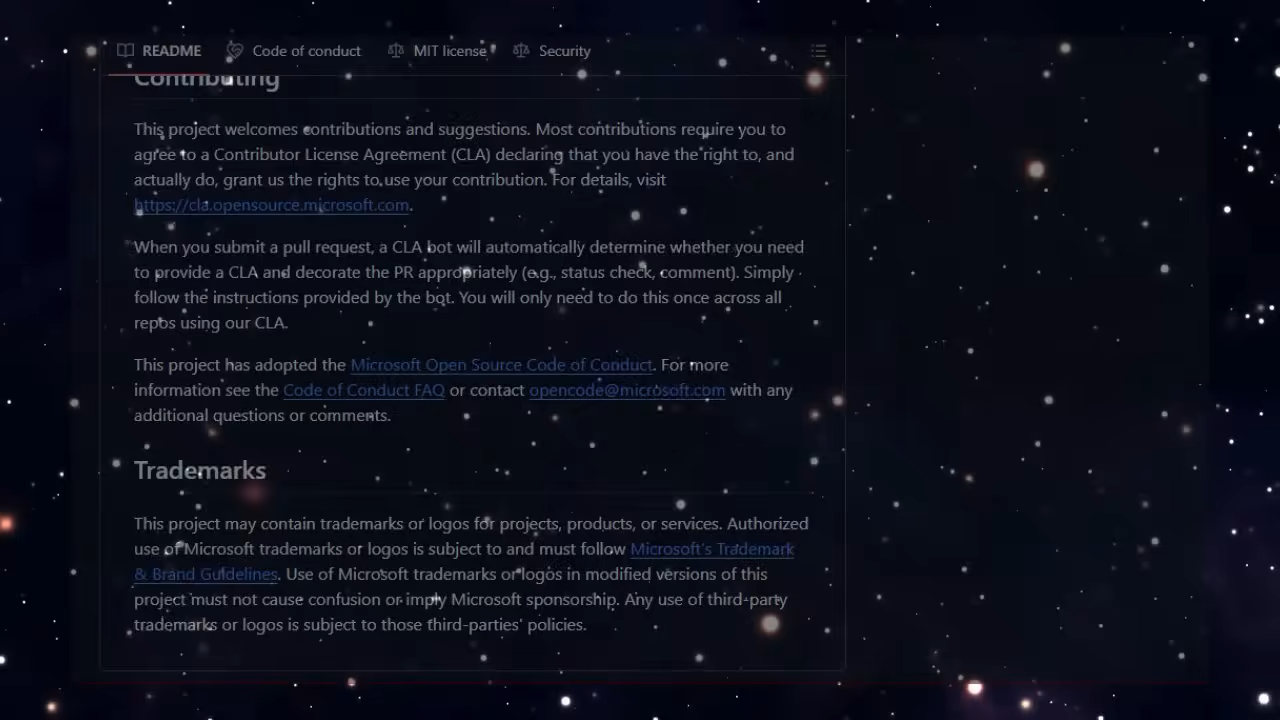 README Code of conduct MIT license Security
Contributing
This project welcomes contributions and suggestions. Most contributions require you to
agree to a Contributor License Agreement (CLA) declaring that you have the right to, and
actually do, grant us the rights to use your contribution. For details, visit
https://cla.opensource.microsoft.com.
When you submit a pull request, a CLA bot will automatically determine whether you need
to provide a CLA and decorate the PR appropriately (e.g., status check, comment). Simply
follow the instructions provided by the bot. You will only need to do this once across all
repos using our CLA.
This project has adopted the Microsoft Open Source Code of Conduct. For more
information see the Code of Conduct FAQ or contact opencode@microsoft.com with any
additional questions or comments.
Trademarks
This project may contain trademarks or logos for projects, products, or services. Authorized
use of Microsoft trademarks or logos is subject to and must follow Microsoft's Trademark
& Brand Guidelines. Use of Microsoft trademarks or logos in modified versions of this
project must not cause confusion or imply Microsoft sponsorship. Any use of third-party
trademarks or logos is subject to those third-parties' policies.